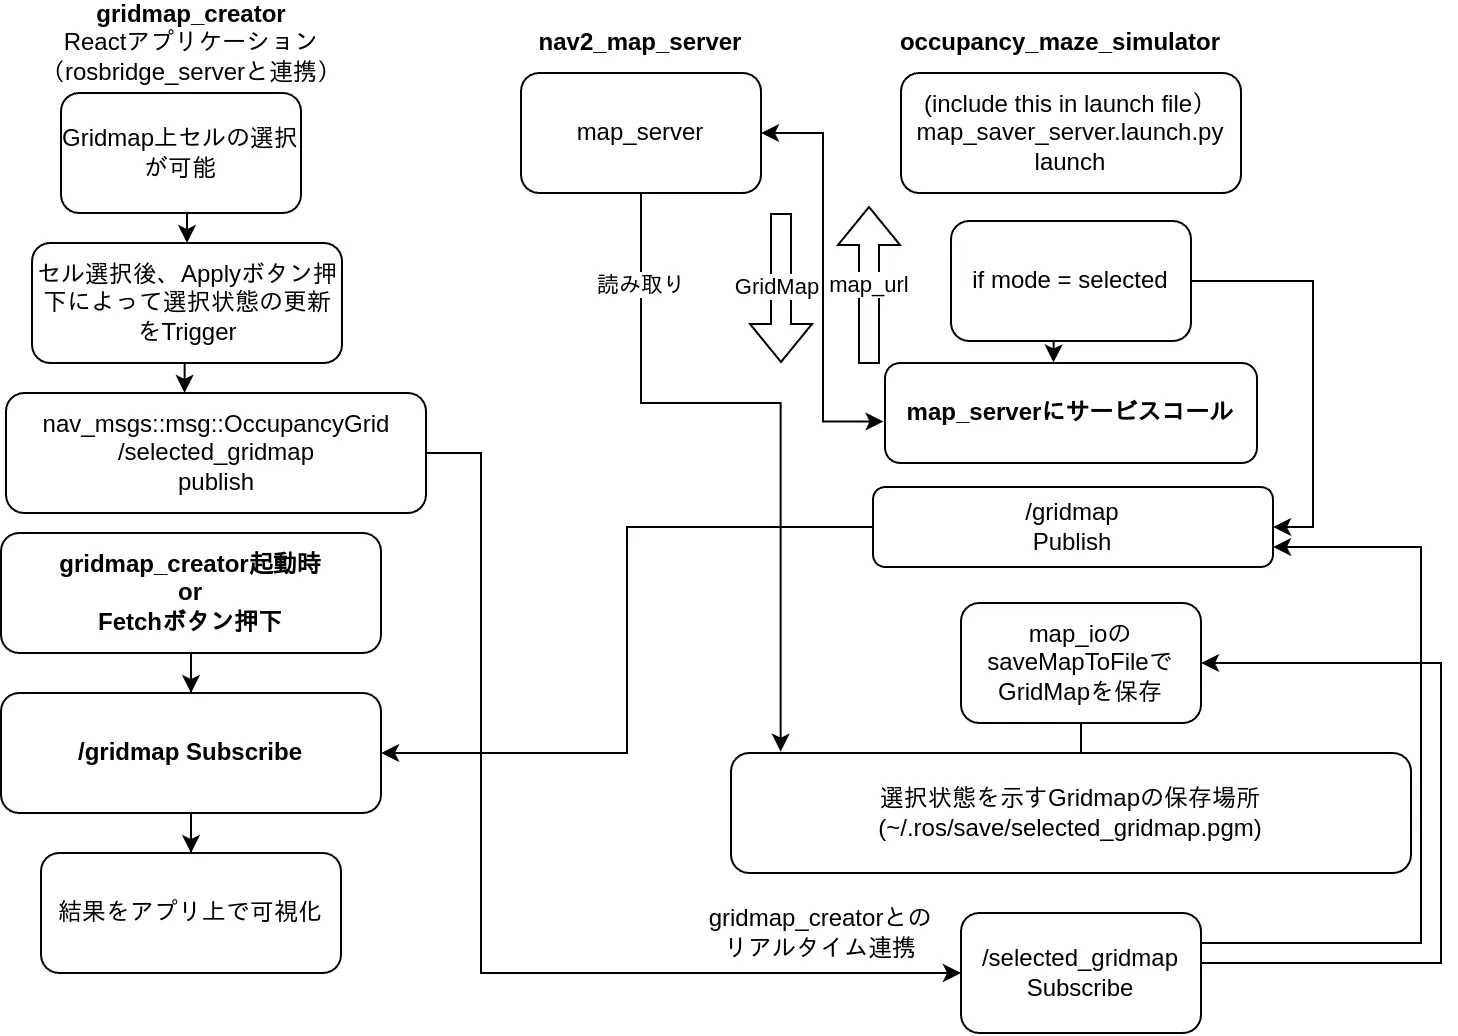 gridmap_creator
Reactアプリケーション
（rosbridge_serverと連携）
Gridmap上セルの選択
が可能
セル選択後、Applyボタン押
下によって選択状態の更新
をTrigger
nav_msgs::msg::OccupancyGrid
/selected_gridmap
publish
gridmap_creator起動時
or
Fetchボタン押下
/gridmap Subscribe
結果をアプリ上で可視化
nav2_map_server
map_server
読み取り
GridMap
map_url
occupancy_maze_simulator
(include this in launch file）
map_saver_server.launch.py
launch
if mode = selected
map_serverにサービスコール
/gridmap
Publish
map_ioの
saveMapToFileで
GridMapを保存
選択状態を示すGridmapの保存場所
(~/.ros/save/selected_gridmap.pgm)
gridmap_creatorとの
リアルタイム連携
/selected_gridmap
Subscribe